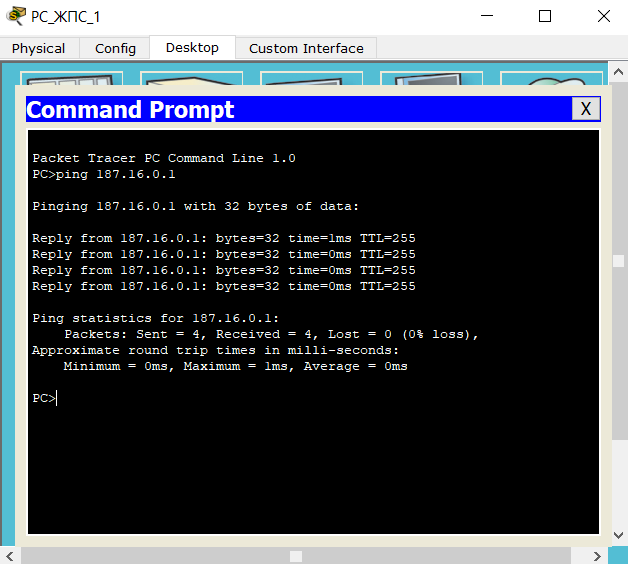 PC_ЖПС_1
Physical Config Desktop Custom Interface
Command Prompt X
Packet Tracer PC Command Line 1.0
PC>ping 187.16.0.1
Pinging 187.16.0.1 with 32 bytes of data:
Reply from 187.16.0.1: bytes=32 time=1ms TTL=255
Reply from 187.16.0.1: bytes=32 time=0ms TTL=255
Reply from 187.16.0.1: bytes=32 time=0ms TTL=255
Reply from 187.16.0.1: bytes=32 time=0ms TTL=255
Ping statistics for 187.16.0.1:
Packets: Sent = 4, Received = 4, Lost = 0 (0% loss),
Approximate round trip times in milli-seconds:
Minimum = 0ms, Maximum = 1ms, Average = 0ms
PC>